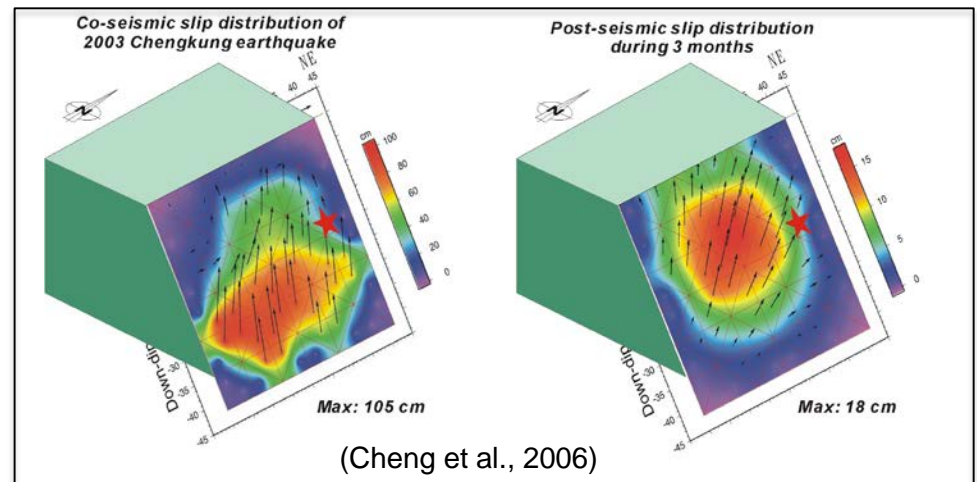 Co-seismic slip distribution of
2003 Chengkung earthquake
NE
40
45
N
cm
100
80
60
40
20
0
Down-dip
-30
-35
-40
-45
Max: 105 cm
Post-seismic slip distribution
during 3 months
NE
40
45
N
cm
15
10
5
0
Down-dip
-30
-35
-40
-45
Max: 18 cm
(Cheng et al., 2006)